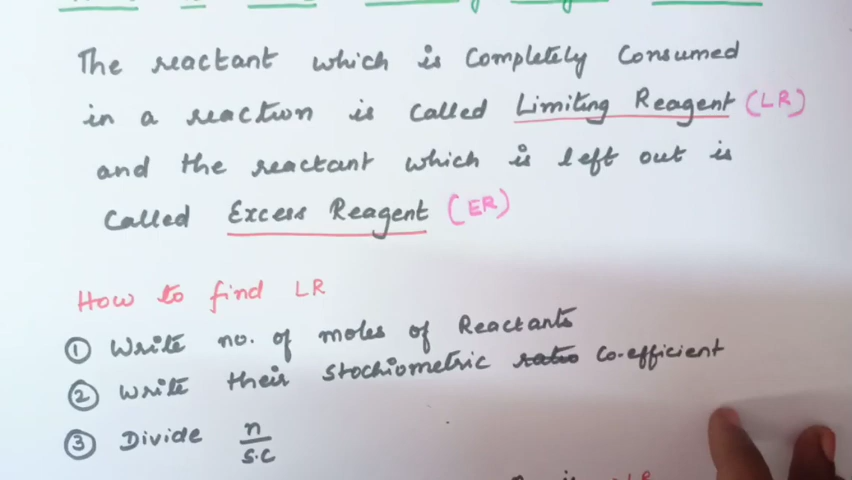 The reactant which is Completely Consumed
in a reaction is called Limiting Reagent (LR)
and the reactant which is left out is
Called Excess Reagent (ER)
How to find LR
① Write no. of moles of Reactants
② Write their stochiometric ratio Co-efficient
③ Divide n/S.C
LR